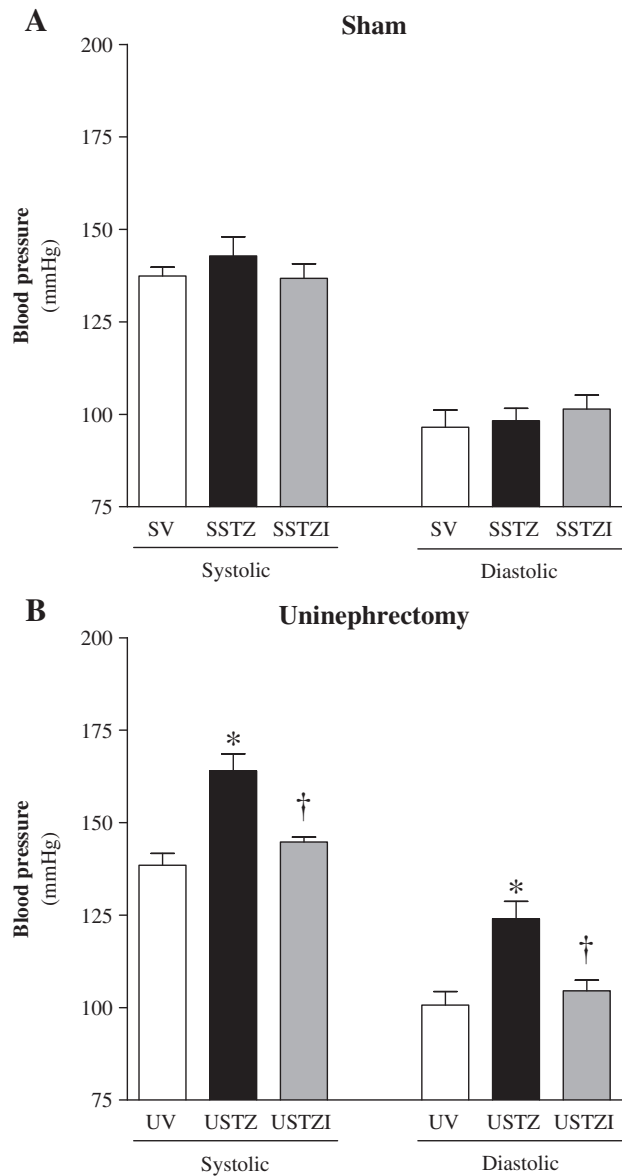 A
Sham
200
175
150
125
100
75
Blood pressure
(mmHg)
SV SSTZ SSTZI SV SSTZ SSTZI
Systolic Diastolic
B
Uninephrectomy
200
175
150
125
100
75
Blood pressure
(mmHg)
*
†
*
†
UV USTZ USTZI UV USTZ USTZI
Systolic Diastolic